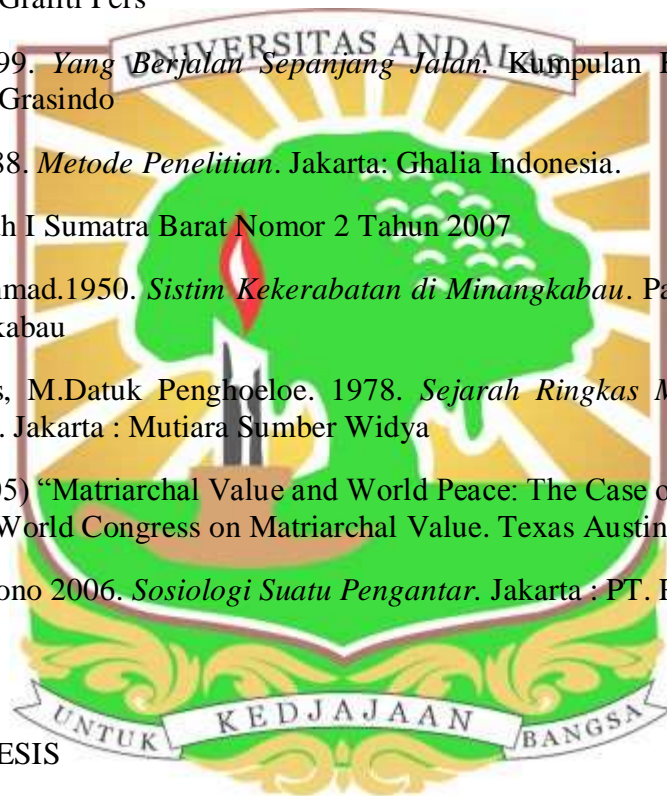 Grafiti Pers
UNIVERSITAS ANDALAS
99. Yang Berjalan Sepanjang Jalan. Kumpulan
Grasindo
88. Metode Penelitian. Jakarta: Ghalia Indonesia.
ah I Sumatra Barat Nomor 2 Tahun 2007
mad.1950. Sistim Kekerabatan di Minangkabau. Pa
kabau
s, M.Datuk Penghoeloe. 1978. Sejarah Ringkas M
. Jakarta : Mutiara Sumber Widya
05) “Matriarchal Value and World Peace: The Case o
World Congress on Matriarchal Value. Texas Austin
ono 2006. Sosiologi Suatu Pengantar. Jakarta : PT.
UNTUK KEDJAJAAN BANGSA
ESIS